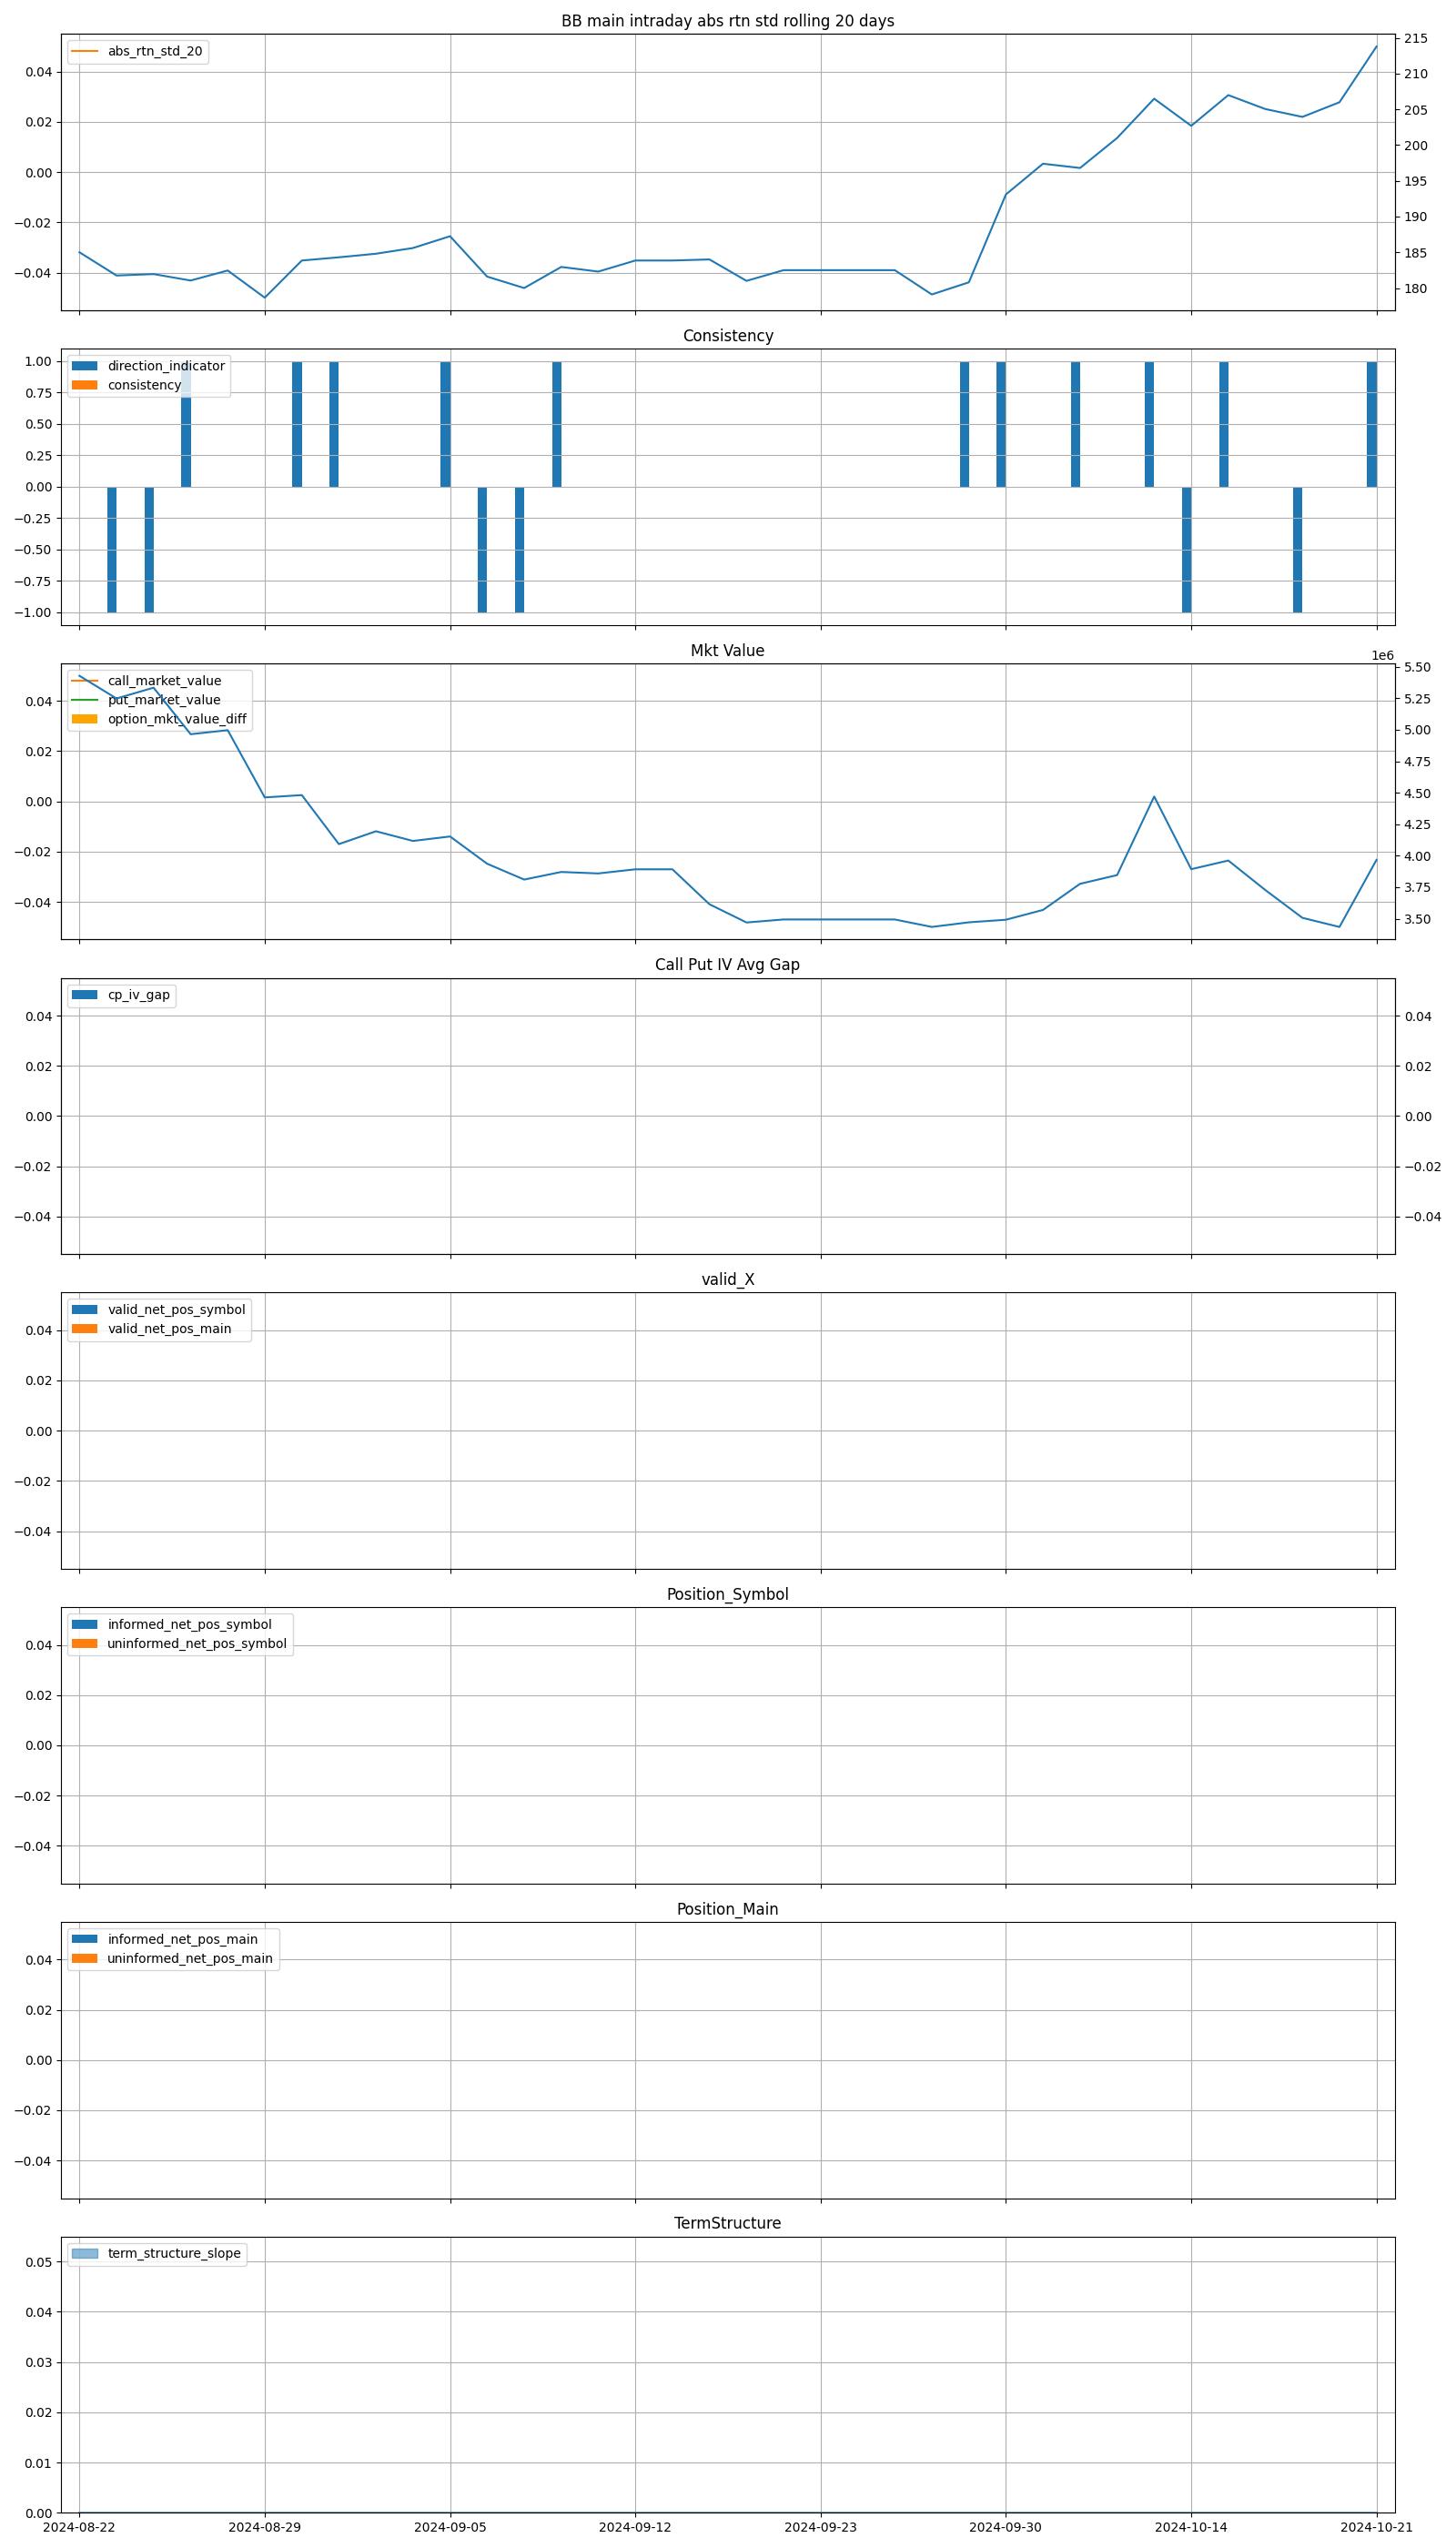 BB main intraday abs rtn std rolling 20 days
abs_rtn_std_20
0.04
0.02
0.00
−0.02
−0.04
215
210
205
200
195
190
185
180
Consistency
direction_indicator
consistency
1.00
0.75
0.50
0.25
0.00
−0.25
−0.50
−0.75
−1.00
Mkt Value
1e6
call_market_value
put_market_value
option_mkt_value_diff
0.04
0.02
0.00
−0.02
−0.04
5.50
5.25
5.00
4.75
4.50
4.25
4.00
3.75
3.50
Call Put IV Avg Gap
cp_iv_gap
0.04
0.02
0.00
−0.02
−0.04
0.04
0.02
0.00
−0.02
−0.04
valid_X
valid_net_pos_symbol
valid_net_pos_main
0.04
0.02
0.00
−0.02
−0.04
Position_Symbol
informed_net_pos_symbol
uninformed_net_pos_symbol
0.04
0.02
0.00
−0.02
−0.04
Position_Main
informed_net_pos_main
uninformed_net_pos_main
0.04
0.02
0.00
−0.02
−0.04
TermStructure
term_structure_slope
0.05
0.04
0.03
0.02
0.01
0.00
2024-08-22 2024-08-29 2024-09-05 2024-09-12 2024-09-23 2024-09-30 2024-10-14 2024-10-21